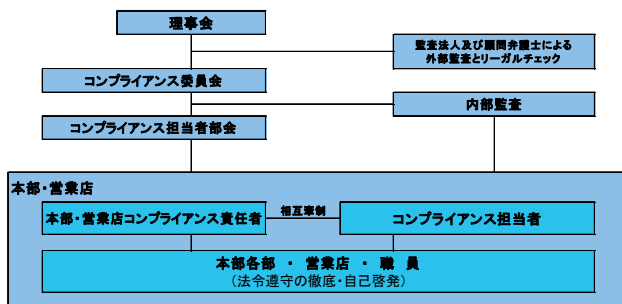 理事会
監査法人及び顧問弁護士による
外部監査とリーガルチェック
コンプライアンス委員会
内部監査
コンプライアンス担当者部会
本部・営業店
本部・営業店コンプライアンス責任者
相互牽制
コンプライアンス担当者
本部各部 ・ 営業店 ・ 職 員
（法令遵守の徹底・自己啓発）